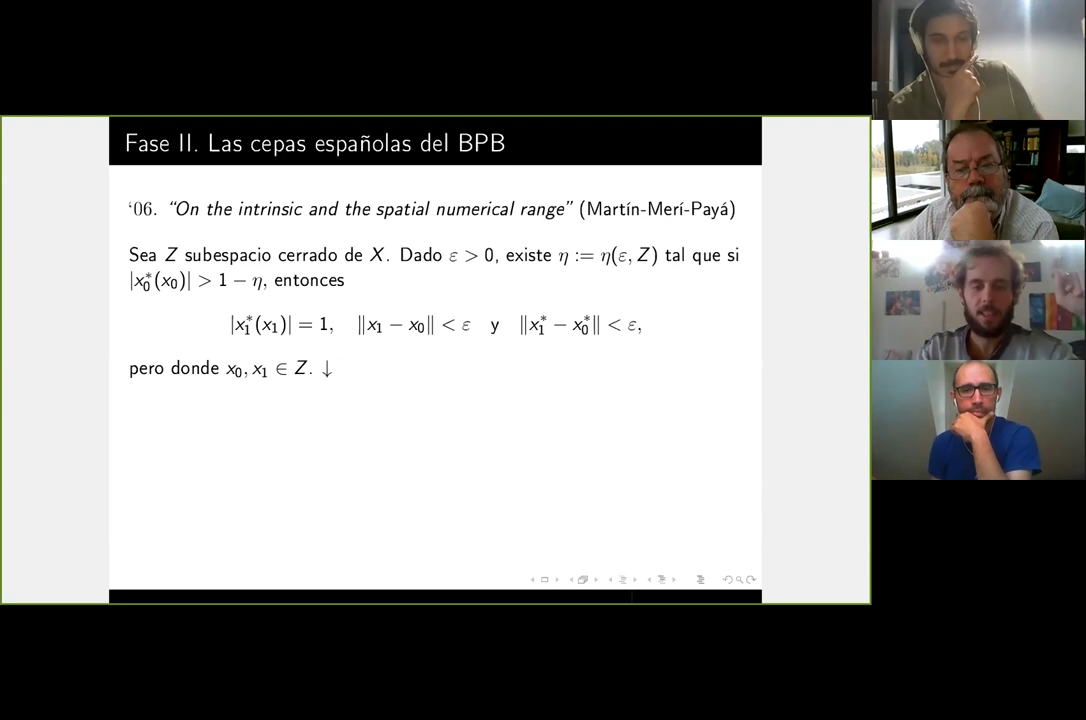 Fase II. Las cepas españolas del BPB
‘06. “On the intrinsic and the spatial numerical range” (Martín-Merí-Payá)
Sea Z subespacio cerrado de X. Dado ε > 0, existe η := η(ε, Z) tal que si
|x₀*(x₀)| > 1 − η, entonces
|x₁*(x₁)| = 1, ‖x₁ − x₀‖ < ε y ‖x₁* − x₀*‖ < ε,
pero donde x₀, x₁ ∈ Z. ↓